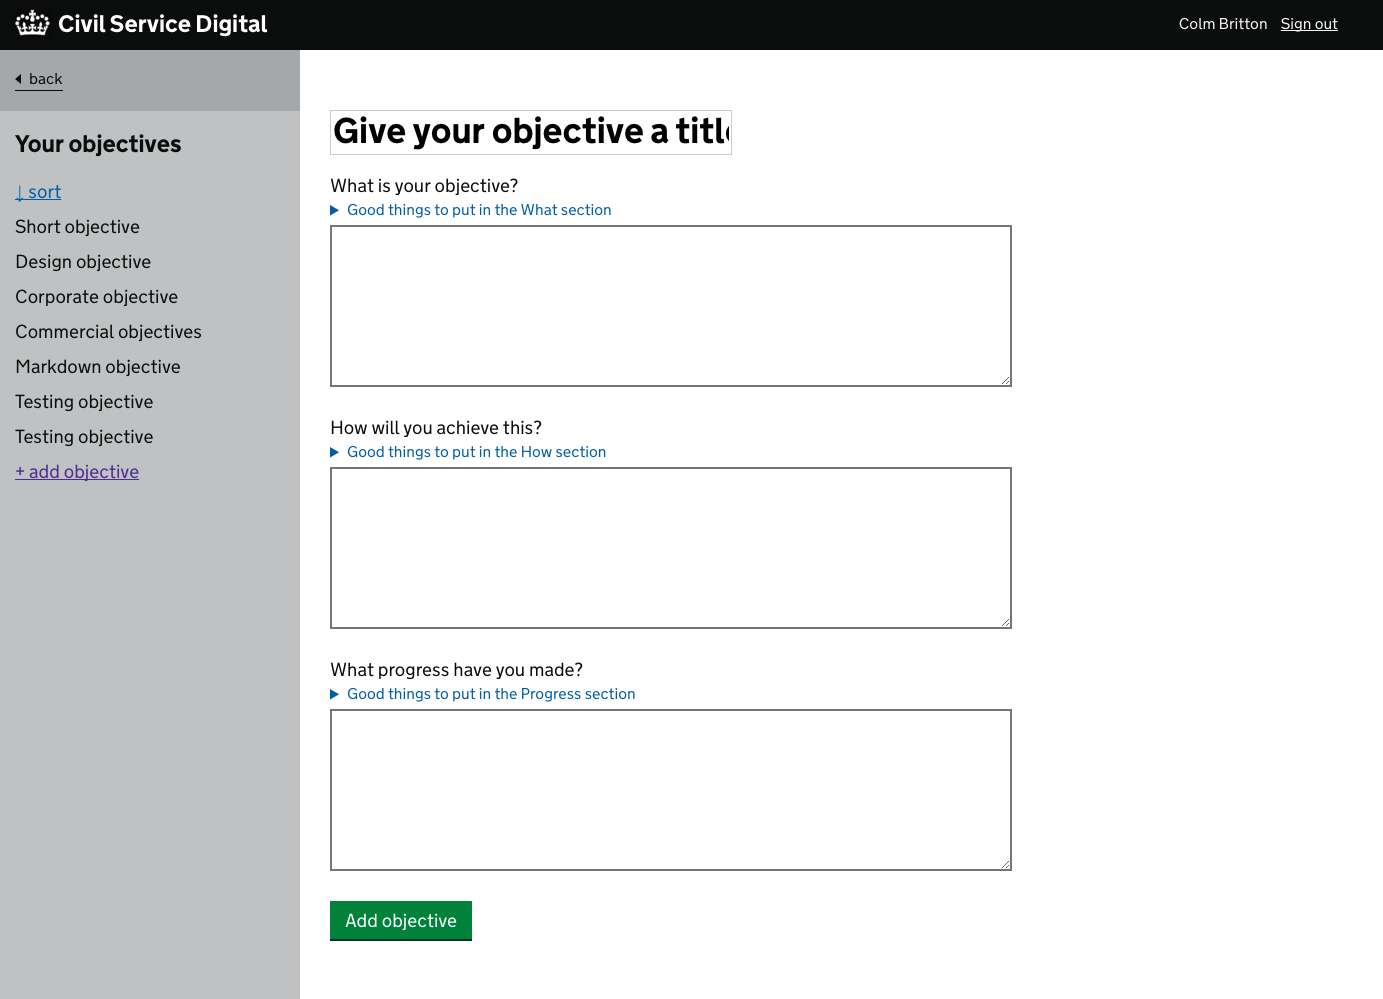 Civil Service Digital
Colm Britton Sign out
back
Your objectives
↓ sort
Short objective
Design objective
Corporate objective
Commercial objectives
Markdown objective
Testing objective
Testing objective
+ add objective
Give your objective a title
What is your objective?
Good things to put in the What section
How will you achieve this?
Good things to put in the How section
What progress have you made?
Good things to put in the Progress section
Add objective